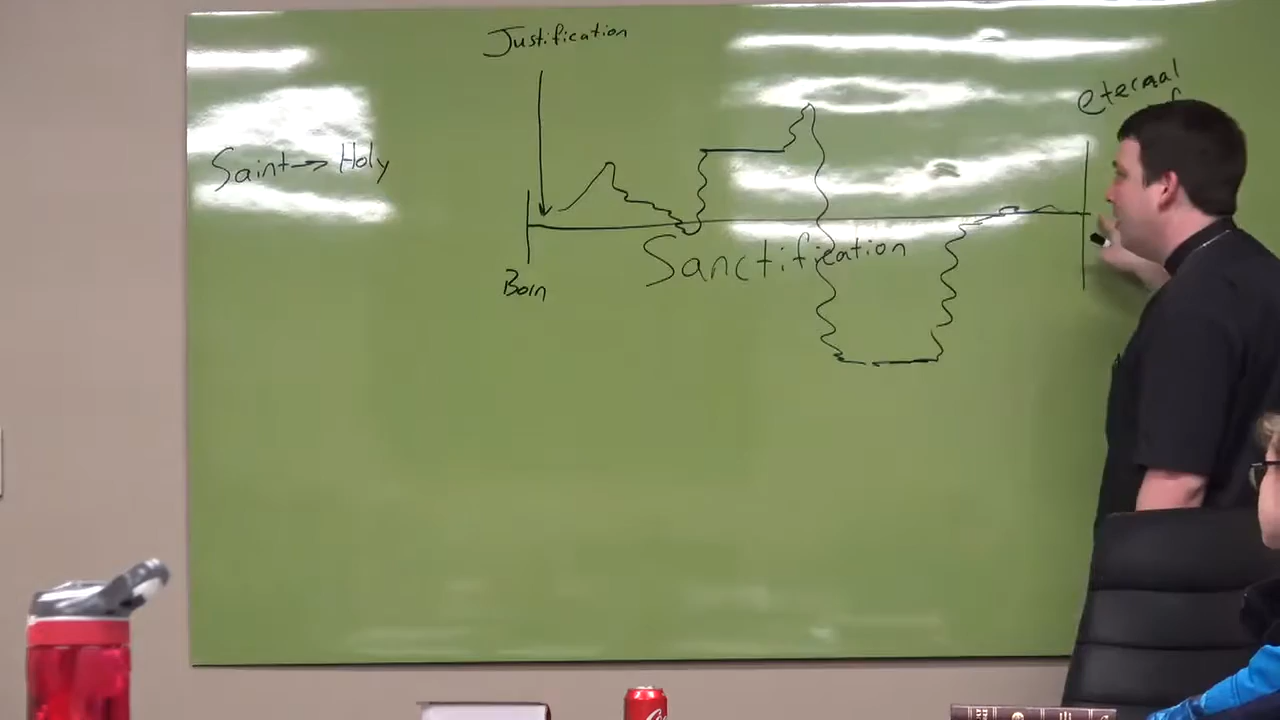 Justification
eternal
Saint → Holy
Sanctification
Born